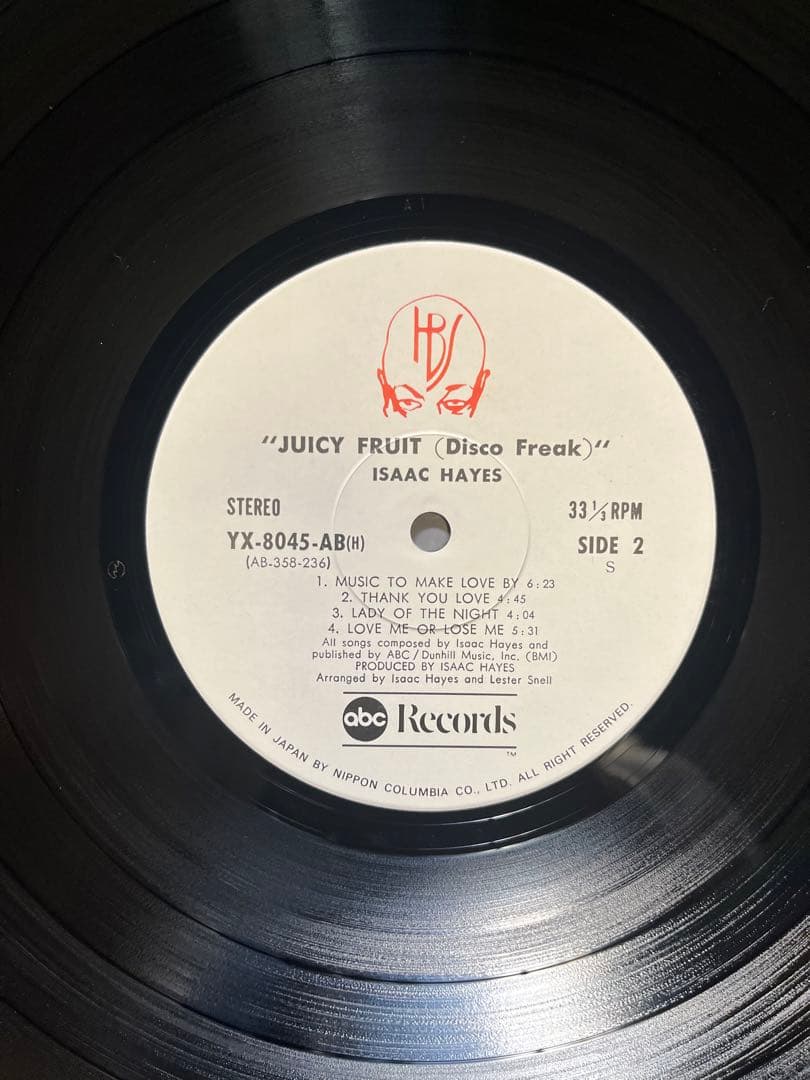 HBS
"JUICY FRUIT (Disco Freak)"
ISAAC HAYES
STEREO
33 1/3 RPM
YX-8045-AB(H)
SIDE 2
(AB-358-236)
S
1. MUSIC TO MAKE LOVE BY 6:23
2. THANK YOU LOVE 4:45
3. LADY OF THE NIGHT 4:04
4. LOVE ME OR LOSE ME 5:31
All songs composed by Isaac Hayes and
published by ABC/Dunhill Music, Inc. (BMI)
PRODUCED BY ISAAC HAYES
Arranged by Isaac Hayes and Lester Snell
abc Records
TM
MADE IN JAPAN BY NIPPON COLUMBIA CO., LTD. ALL RIGHT RESERVED.